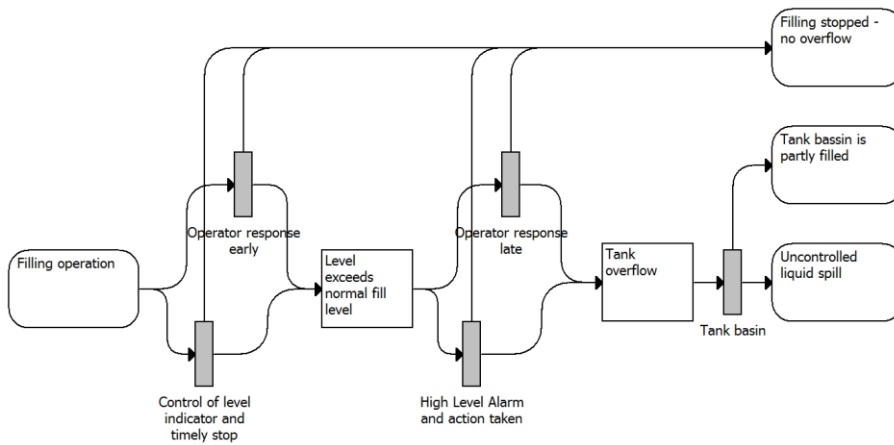 Filling stopped -
no overflow
Tank bassin is
partly filled
Operator response
early
Operator response
late
Filling operation
Level
exceeds
normal fill
level
Tank
overflow
Uncontrolled
liquid spill
Tank basin
Control of level
indicator and
timely stop
High Level Alarm
and action taken